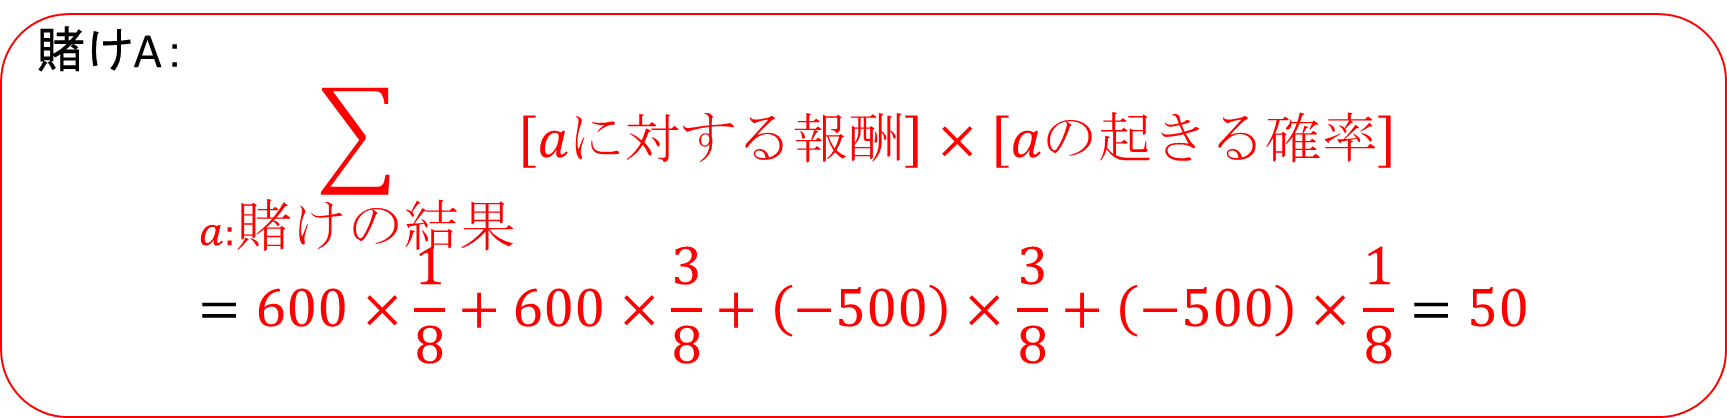 賭けA:
∑ [aに対する報酬] × [aの起きる確率]
a:賭けの結果
= 600 × 1/8 + 600 × 3/8 + (−500) × 3/8 + (−500) × 1/8 = 50